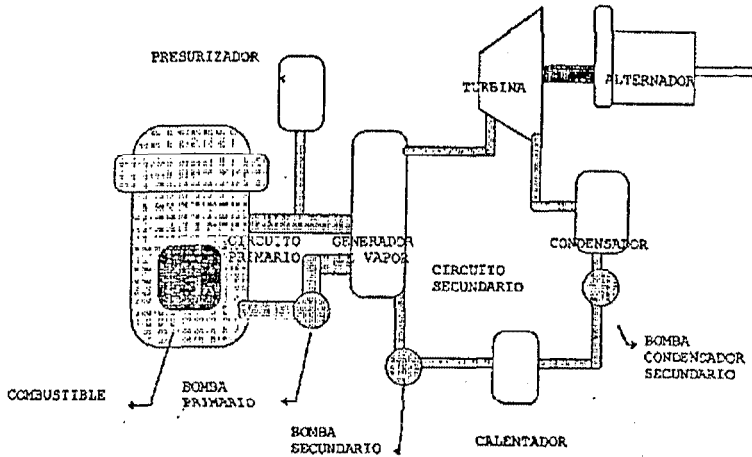 PRESURIZADOR
TURBINA
ALTERNADOR
CIRCUITO
PRIMARIO
GENERADOR
VAPOR
CONDENSADOR
CIRCUITO
SECUNDARIO
BOMBA
CONDENSADOR
SECUNDARIO
COMBUSTIBLE
BOMBA
PRIMARIO
BOMBA
SECUNDARIO
CALENTADOR